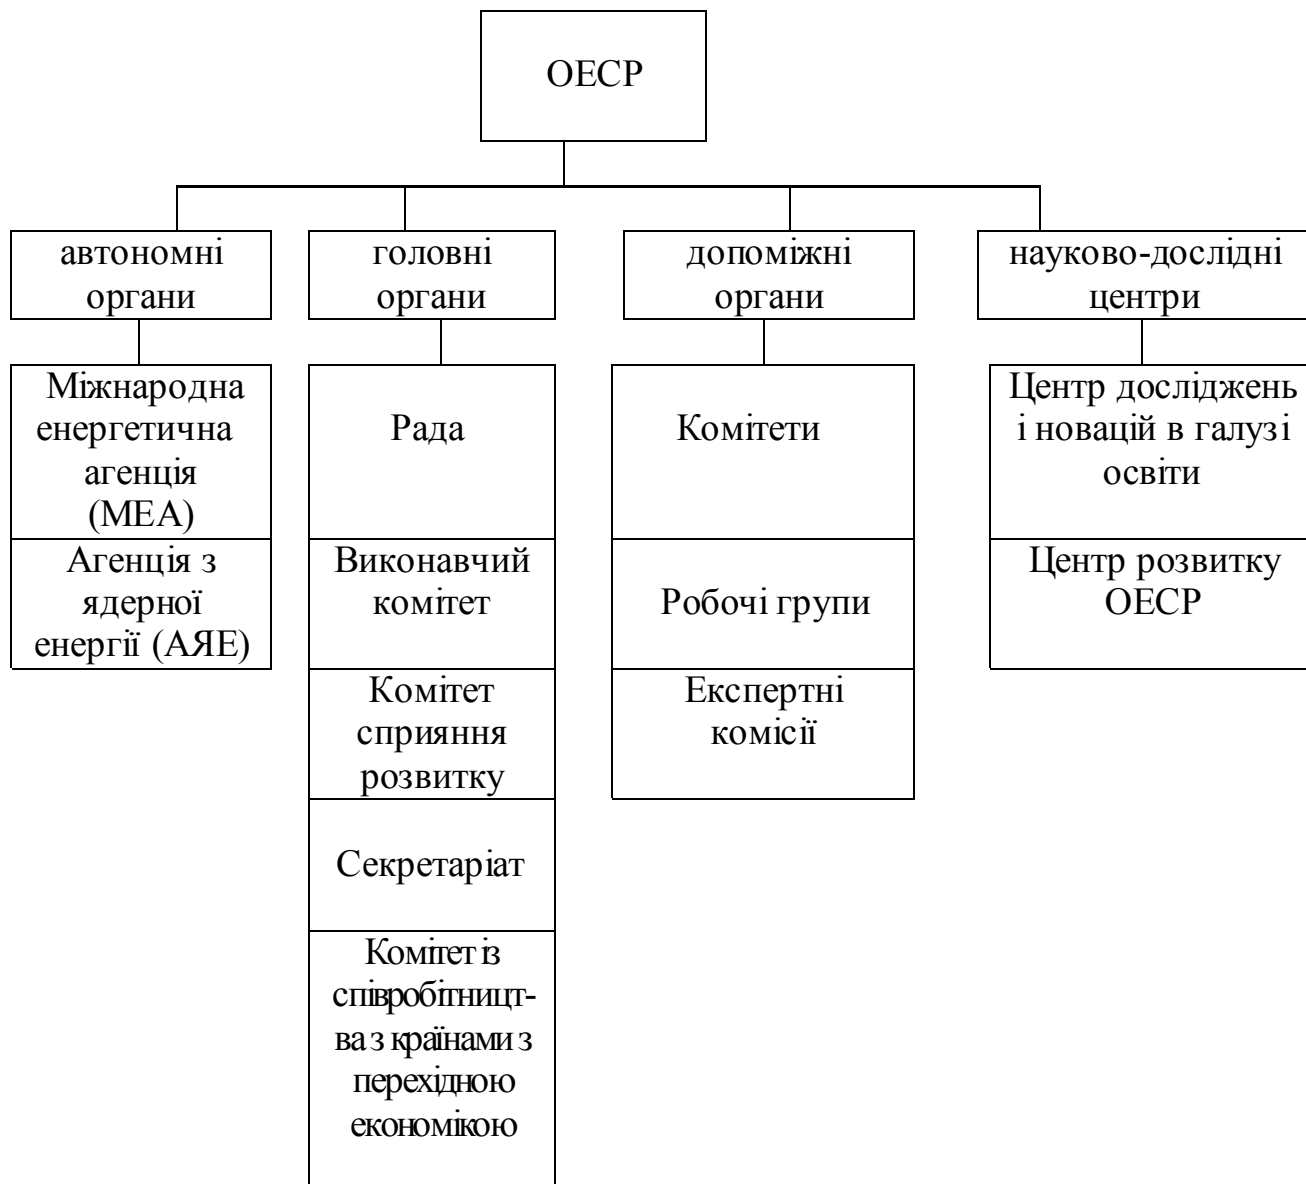 ОЕСР
автономні
органи
головні
органи
допоміжні
органи
науково-дослідні
центри
Міжнародна
енергетична
агенція
(МЕА)
Агенція з
ядерної
енергії (АЯЕ)
Рада
Виконавчий
комітет
Комітет
сприяння
розвитку
Секретаріат
Комітет із
співробітницт-
ва з країнами з
перехідною
економікою
Комітети
Робочі групи
Експертні
комісії
Центр досліджень
і новацій в галузі
освіти
Центр розвитку
ОЕСР